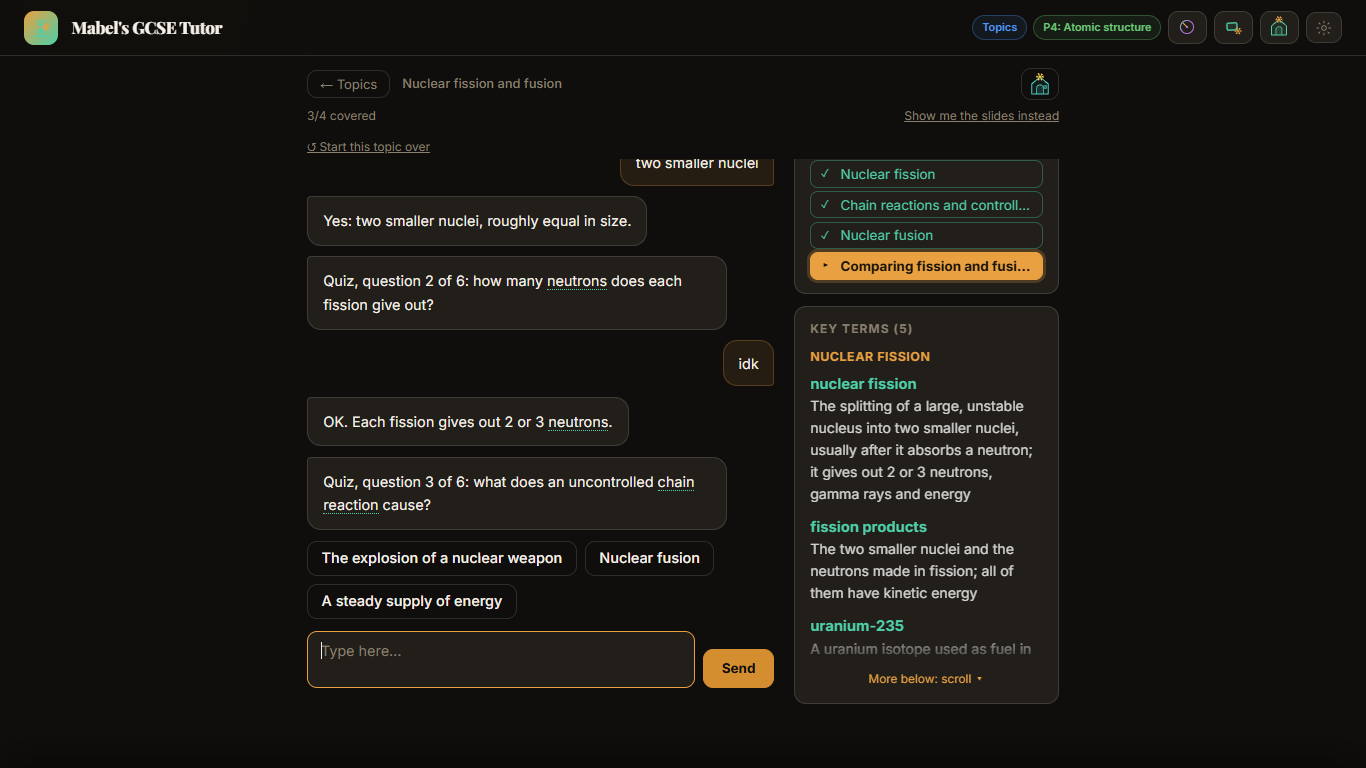 Mabel's GCSE Tutor
Topics
P4: Atomic structure
← Topics
Nuclear fission and fusion
3/4 covered
Show me the slides instead
↺ Start this topic over
two smaller nuclei
Yes: two smaller nuclei, roughly equal in size.
Quiz, question 2 of 6: how many neutrons does each
fission give out?
idk
OK. Each fission gives out 2 or 3 neutrons.
Quiz, question 3 of 6: what does an uncontrolled chain
reaction cause?
The explosion of a nuclear weapon
Nuclear fusion
A steady supply of energy
Type here...
Send
✓ Nuclear fission
✓ Chain reactions and controll...
✓ Nuclear fusion
‣ Comparing fission and fusi...
KEY TERMS (5)
NUCLEAR FISSION
nuclear fission
The splitting of a large, unstable
nucleus into two smaller nuclei,
usually after it absorbs a neutron;
it gives out 2 or 3 neutrons,
gamma rays and energy
fission products
The two smaller nuclei and the
neutrons made in fission; all of
them have kinetic energy
uranium-235
A uranium isotope used as fuel in
More below: scroll ▾